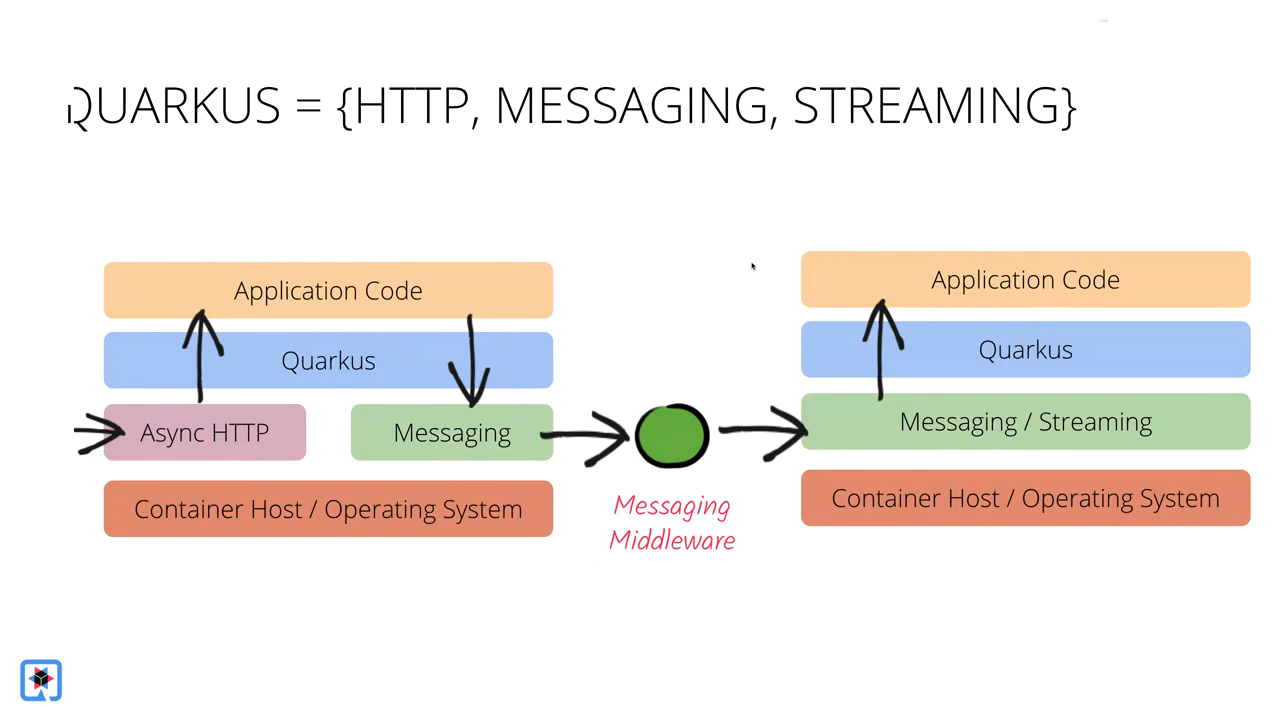 QUARKUS = {HTTP, MESSAGING, STREAMING}
Application Code
Quarkus
Async HTTP
Messaging
Container Host / Operating System
Messaging
Middleware
Application Code
Quarkus
Messaging / Streaming
Container Host / Operating System